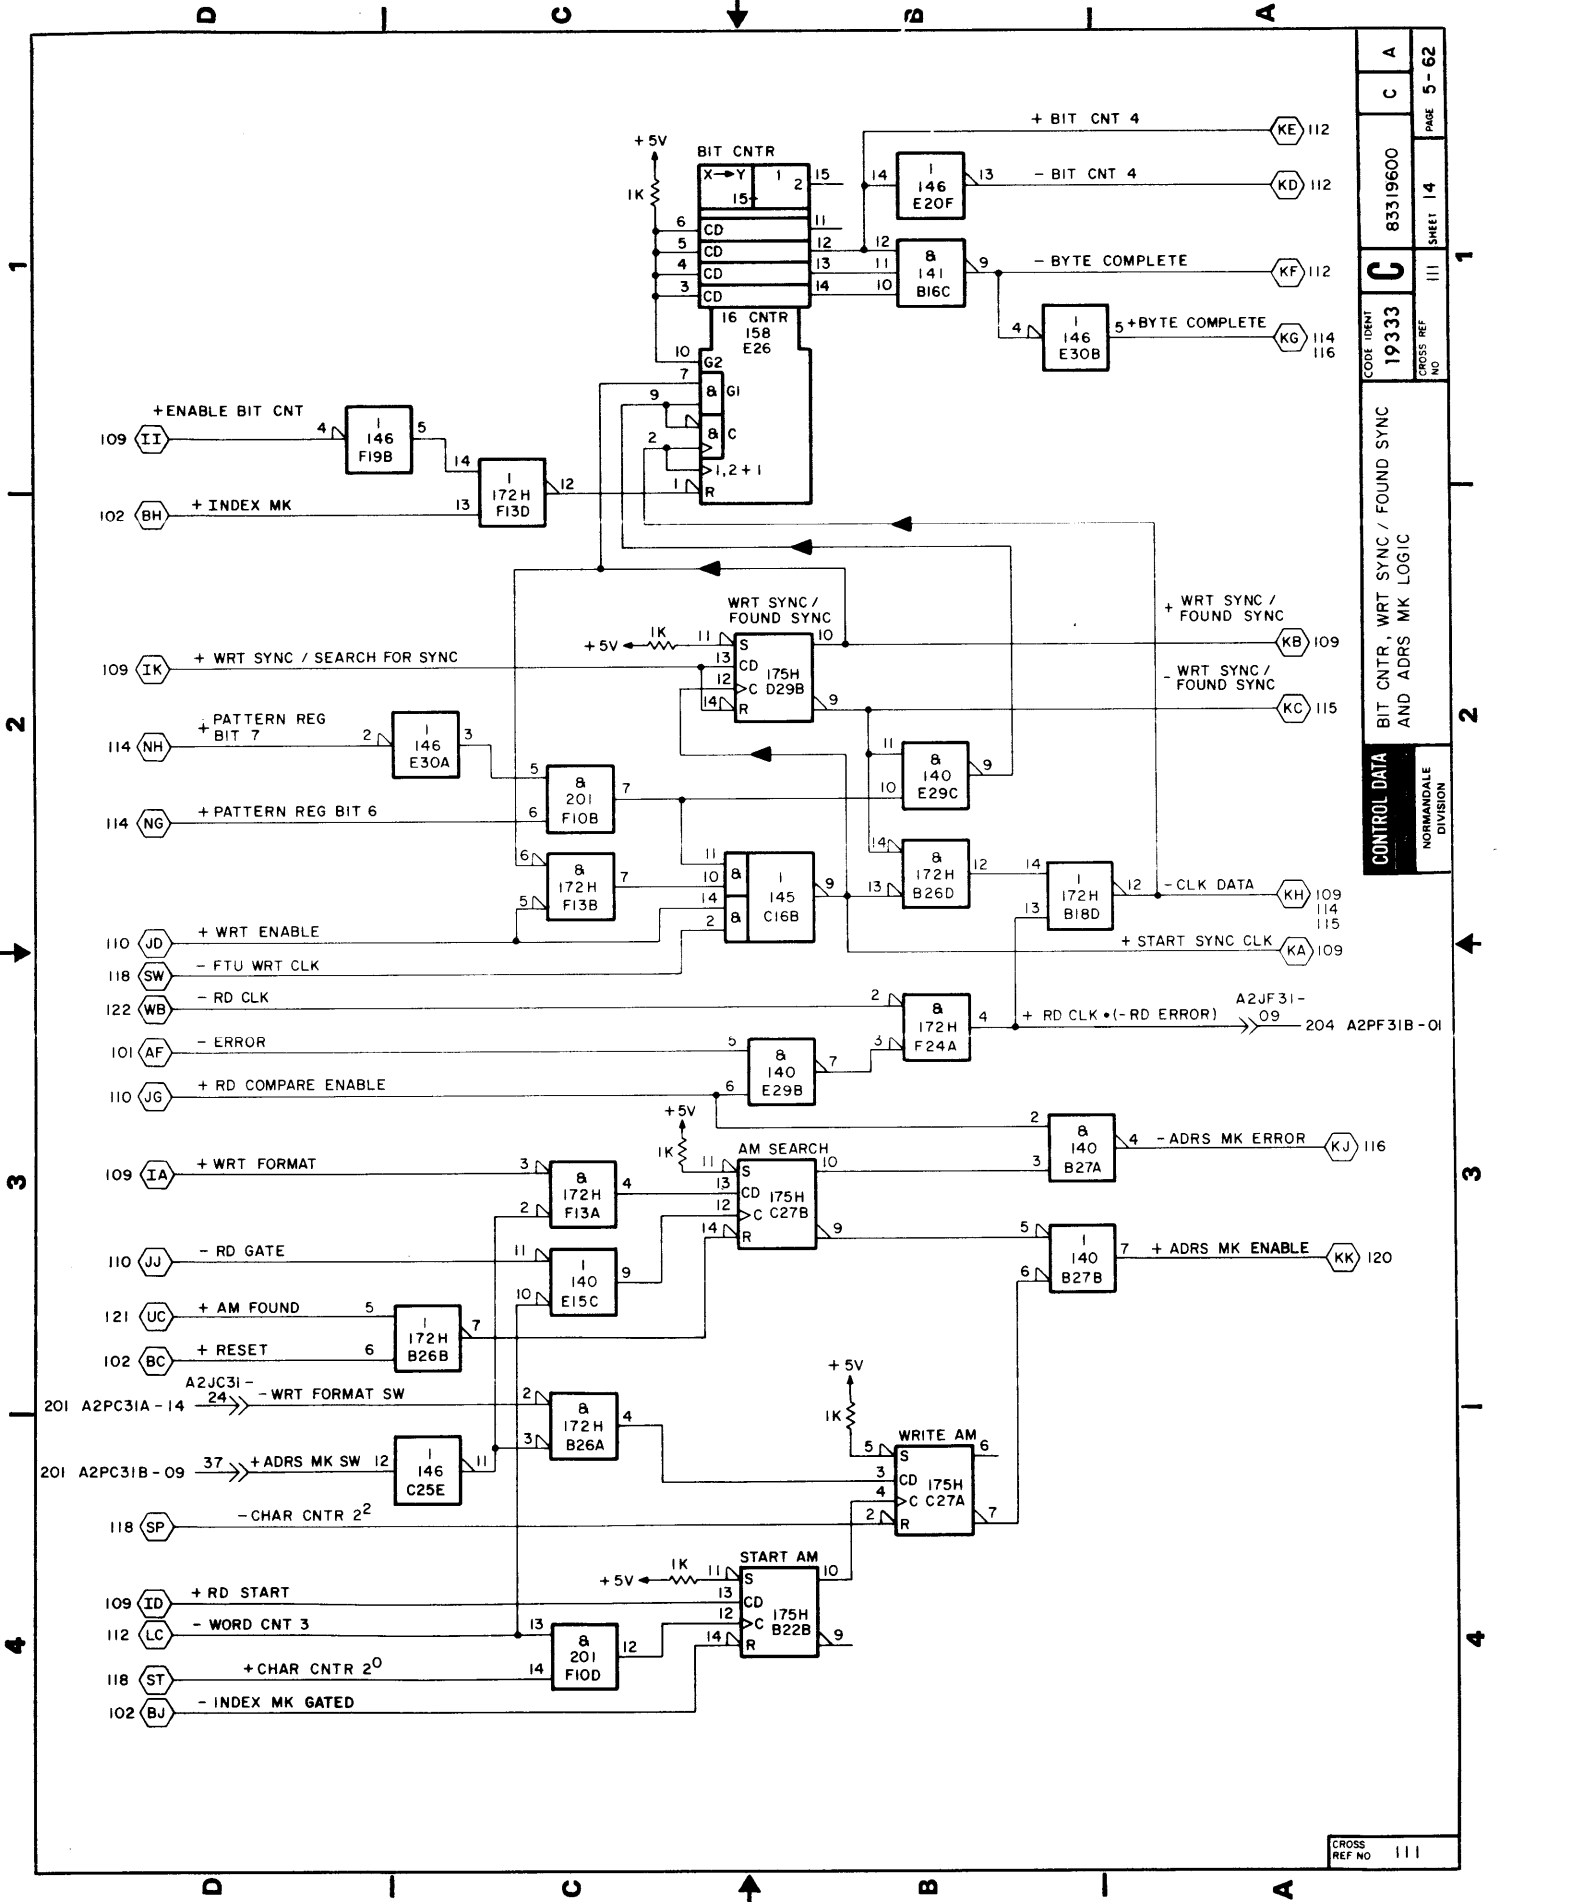 D C B A
+ BIT CNT 4
KE 112
+5V
BIT CNTR
1K
X→Y 1 15
2
15
14 1 13 - BIT CNT 4
146
E20F
KD 112
6 CD 11
5 CD 12 12
4 CD 13 11
3 CD 14 10
& 9 - BYTE COMPLETE
141
B16C
KF 112
16 CNTR
158
E26
4 1 5 +BYTE COMPLETE
146
E30B
KG 114
116
10 G2
7
9 & G1
2 & C
1,2+1
1 R
+ENABLE BIT CNT
109 II 4 1 5
146
F19B
14
1 12
172H
13 F13D
102 BH + INDEX MK
WRT SYNC /
FOUND SYNC
+5V 1K 11 S 10
13 CD
12 C
14 R 9
175H
D29B
+ WRT SYNC /
FOUND SYNC
KB 109
109 IK + WRT SYNC / SEARCH FOR SYNC
- WRT SYNC /
FOUND SYNC
KC 115
+ PATTERN REG
BIT 7
114 NH 2 1 3
146
E30A
11
& 9
140
10 E29C
5
& 7
201
6 F10B
114 NG + PATTERN REG BIT 6
6
& 7
172H
5 F13B
11
10 & 1 9
14 145
2 & C16B
14
& 12
172H
13 B26D
14
1 12
172H
13 B18D
- CLK DATA
KH 109
114
115
110 JD + WRT ENABLE
+ START SYNC CLK
KA 109
118 SW - FTU WRT CLK
122 WB - RD CLK
2
& 4
172H
3 F24A
+ RD CLK • (-RD ERROR)
A2JF31-
09
204 A2PF31B-01
101 AF - ERROR
5
& 7
140
6 E29B
110 JG + RD COMPARE ENABLE
+5V
1K
AM SEARCH
11 S 10
13 CD
12 C
14 R 9
175H
C27B
2
& 4
140
3 B27A
- ADRS MK ERROR
KJ 116
109 IA + WRT FORMAT
3
& 4
172H
2 F13A
110 JJ - RD GATE
11
1 9
140
10 E15C
5
1 7
140
6 B27B
+ ADRS MK ENABLE
KK 120
121 UC + AM FOUND
5
1 7
172H
6 B26B
102 BC + RESET
A2JC31-
201 A2PC31A-14 24 - WRT FORMAT SW
2
& 4
172H
3 B26A
+5V
1K
WRITE AM
5 S 6
3 CD
4 C
2 R 7
175H
C27A
201 A2PC31B-09 37 + ADRS MK SW 12 1 11
146
C25E
118 SP - CHAR CNTR 2²
START AM
+5V 1K 11 S 10
13 CD
12 C
14 R 9
175H
B22B
109 ID + RD START
112 LC - WORD CNT 3
13
& 12
201
14 F10D
118 ST + CHAR CNTR 2⁰
102 BJ - INDEX MK GATED
1 2 3 4
1 2 3 4
D C B A
CROSS
REF NO 111
CONTROL DATA
NORMANDALE
DIVISION
BIT CNTR, WRT SYNC / FOUND SYNC
AND ADRS MK LOGIC
CODE IDENT
19333
C
83319600
C A
CROSS REF
NO 111
SHEET 14
PAGE 5-62